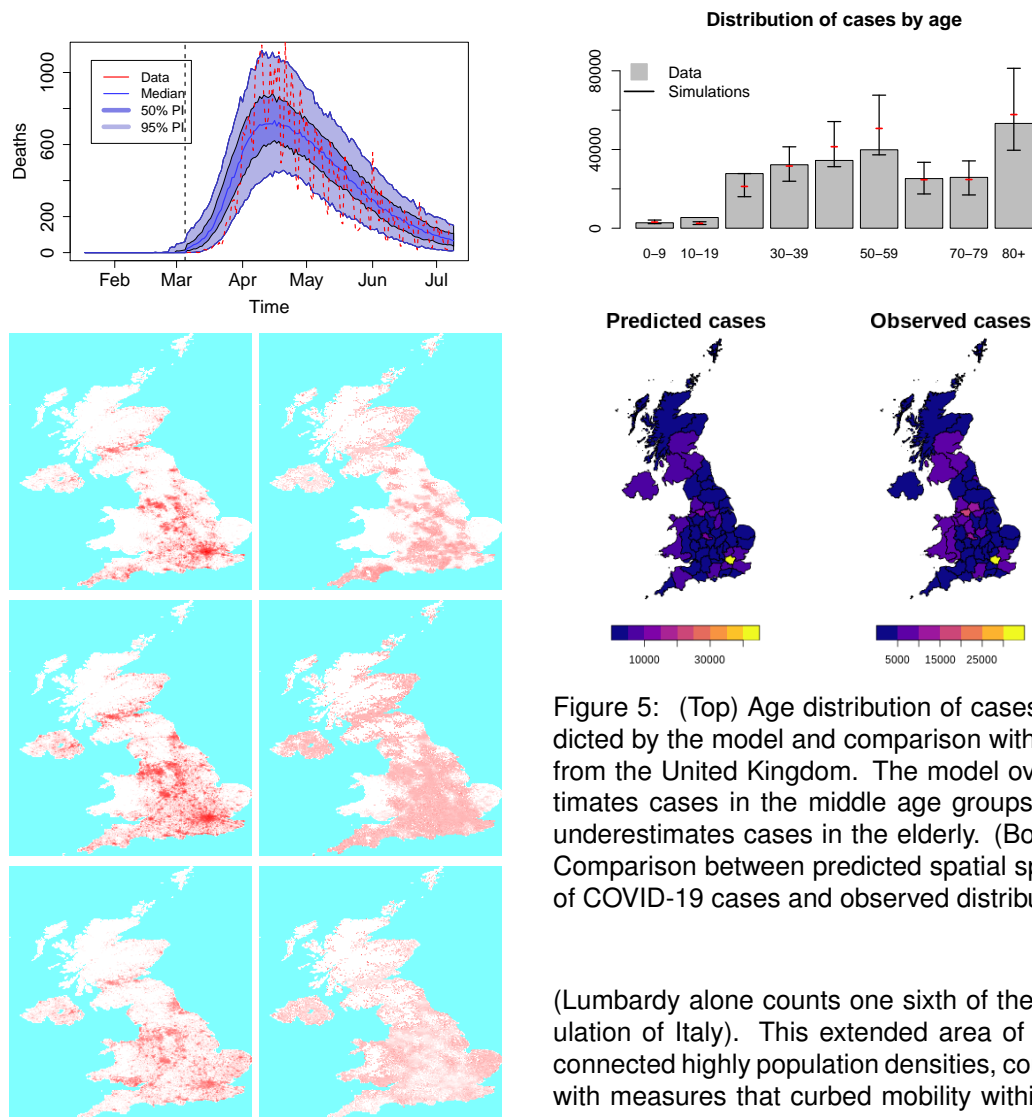 Deaths
0 200 600 1000
Data
Median
50% PI
95% PI
Feb Mar Apr May Jun Jul
Time
Distribution of cases by age
0 40000 80000
Data
Simulations
0–9 10–19 30–39 50–59 70–79 80+
Predicted cases
Observed cases
10000 30000
5000 15000 25000
Figure 5: (Top) Age distribution of cases
dicted by the model and comparison with
from the United Kingdom. The model ov
timates cases in the middle age groups
underestimates cases in the elderly. (Bo
Comparison between predicted spatial sp
of COVID-19 cases and observed distribu
(Lumbardy alone counts one sixth of the
ulation of Italy). This extended area of
connected highly population densities, co
with measures that curbed mobility withi